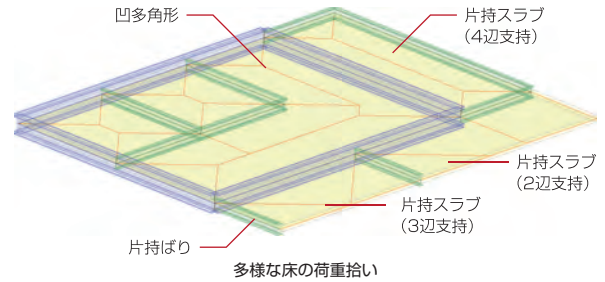 凹多角形
片持スラブ
（4辺支持）
片持スラブ
（2辺支持）
片持スラブ
（3辺支持）
片持ばり
多様な床の荷重拾い